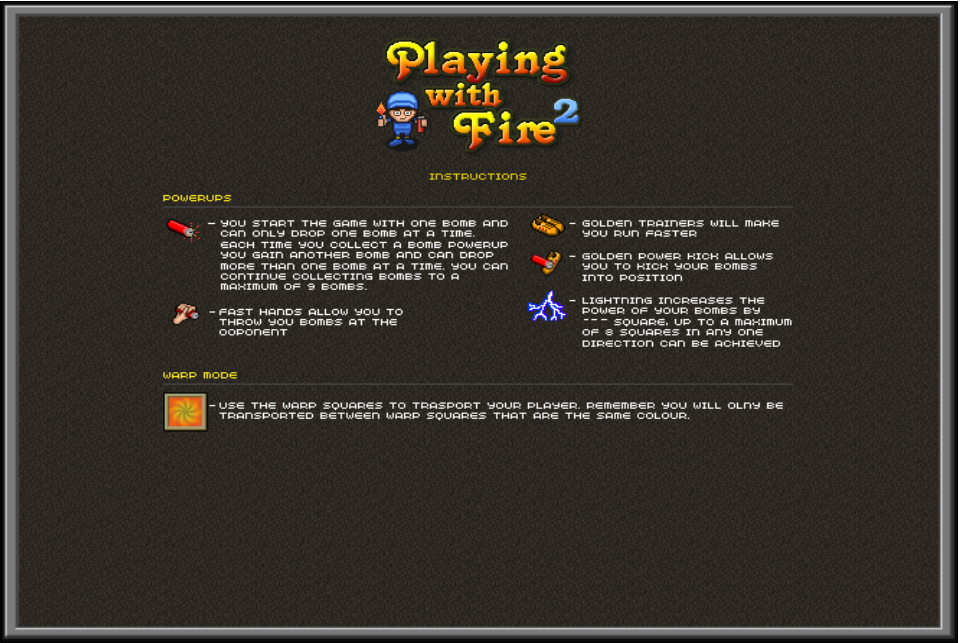 Playing
with
Fire 2
INSTRUCTIONS
POWERUPS
- YOU START THE GAME WITH ONE BOMB AND
CAN ONLY DROP ONE BOMB AT A TIME.
EACH TIME YOU COLLECT A BOMB POWERUP
YOU GAIN ANOTHER BOMB AND CAN DROP
MORE THAN ONE BOMB AT A TIME. YOU CAN
CONTINUE COLLECTING BOMBS TO A
MAXIMUM OF 9 BOMBS.
- FAST HANDS ALLOW YOU TO
THROW YOU BOMBS AT THE
OOPONENT
- GOLDEN TRAINERS WILL MAKE
YOU RUN FASTER
- GOLDEN POWER KICK ALLOWS
YOU TO KICK YOUR BOMBS
INTO POSITION
- LIGHTNING INCREASES THE
POWER OF YOUR BOMBS BY
SQUARE, UP TO A MAXIMUM
OF 8 SQUARES IN ANY ONE
DIRECTION CAN BE ACHIEVED
WARP MODE
- USE THE WARP SQUARES TO TRASPORT YOUR PLAYER. REMEMBER YOU WILL OLNY BE
TRANSPORTED BETWEEN WARP SQUARES THAT ARE THE SAME COLOUR.